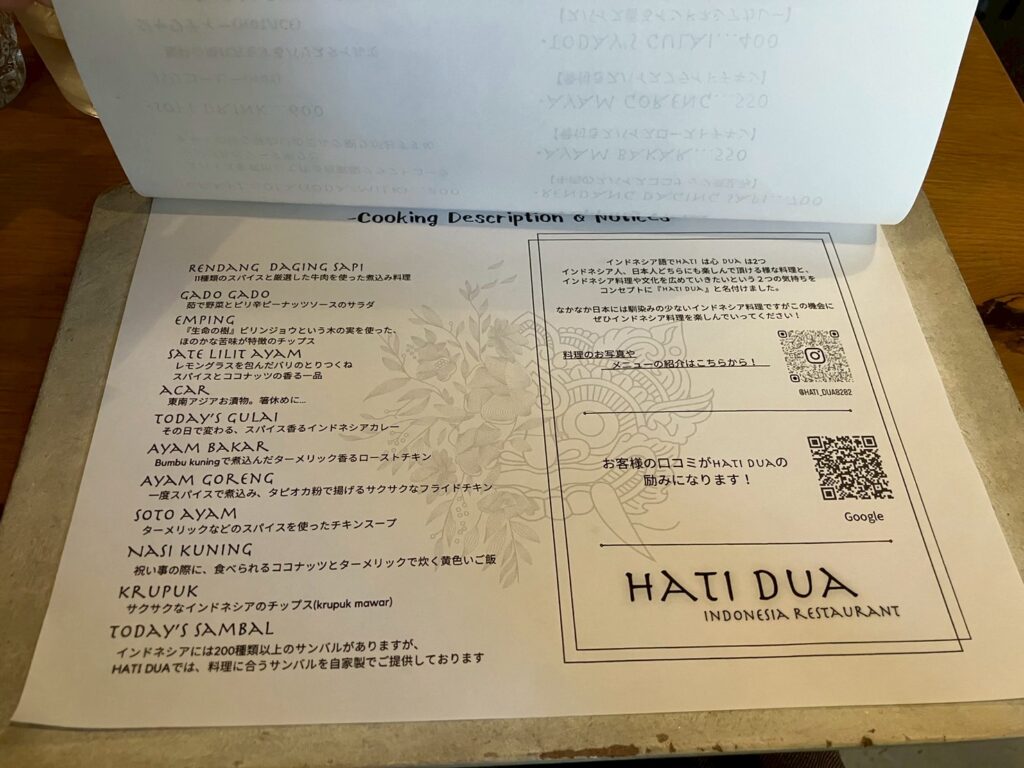 -Cooking Description & Notices-
RENDANG DAGING SAPI
11種類のスパイスと厳選した牛肉を使った煮込み料理
GADO GADO
茹で野菜とピリ辛ピーナッツソースのサラダ
EMPING
『生命の樹』ビリンジョウという木の実を使った、
ほのかな苦味が特徴のチップス
SATE LILIT AYAM
レモングラスを包んだバリのとりつくね
スパイスとココナッツの香る一品
ACAR
東南アジアお漬物。箸休めに...
TODAY'S GULAI
その日で変わる、スパイス香るインドネシアカレー
AYAM BAKAR
Bumbu kuningで煮込んだターメリック香るローストチキン
AYAM GORENG
一度スパイスで煮込み、タピオカ粉で揚げるサクサクなフライドチキン
SOTO AYAM
ターメリックなどのスパイスを使ったチキンスープ
NASI KUNING
祝い事の際に、食べられるココナッツとターメリックで炊く黄色いご飯
KRUPUK
サクサクなインドネシアのチップス(krupuk mawar)
TODAY'S SAMBAL
インドネシアには200種類以上のサンバルがありますが、
HATI DUAでは、料理に合うサンバルを自家製でご提供しております
インドネシア語でHATI は心 DUA は2つ
インドネシア人、日本人どちらにも楽しんで頂ける様な料理と、
インドネシア料理や文化を広めていきたいという2つの気持ちを
コンセプトに『HATI DUA』と名付けました。
なかなか日本には馴染みの少ないインドネシア料理ですがこの機会に
ぜひインドネシア料理を楽しんでいってください！
料理のお写真や
メニューの紹介はこちらから！
@HATI_DUA8282
お客様の口コミがHATI DUAの
励みになります！
Google
HATI DUA
INDONESIA RESTAURANT